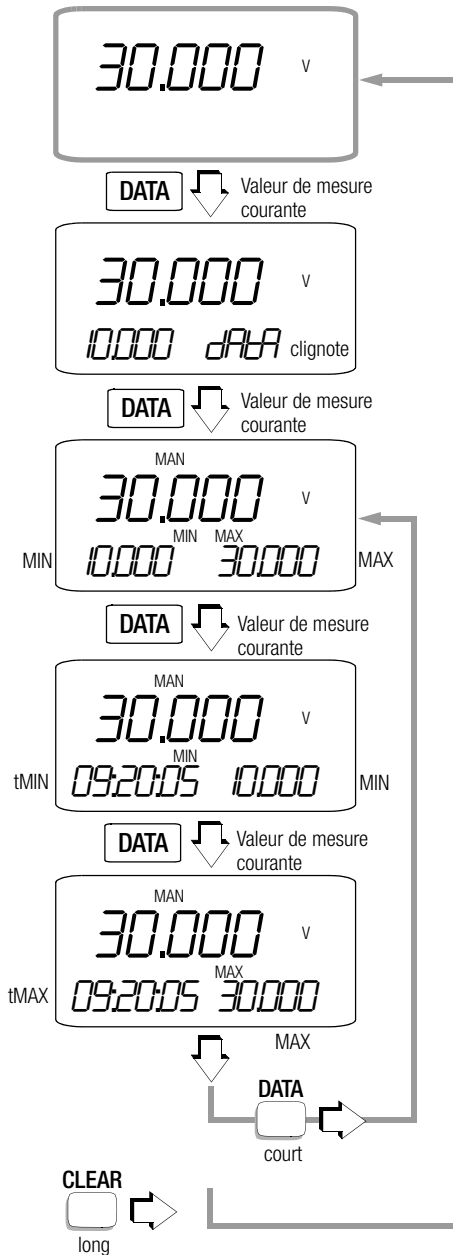 30.000 V
DATA Valeur de mesure
courante
30.000 V
10.000 dAtA clignote
DATA Valeur de mesure
courante
MAN
30.000 V
MIN MAX
MIN 10.000 30.000 MAX
DATA Valeur de mesure
courante
MAN
30.000 V
MIN
tMIN 09:20:05 10.000 MIN
DATA Valeur de mesure
courante
MAN
30.000 V
MAX
tMAX 09:20:05 30.000
MAX
DATA
court
CLEAR
long